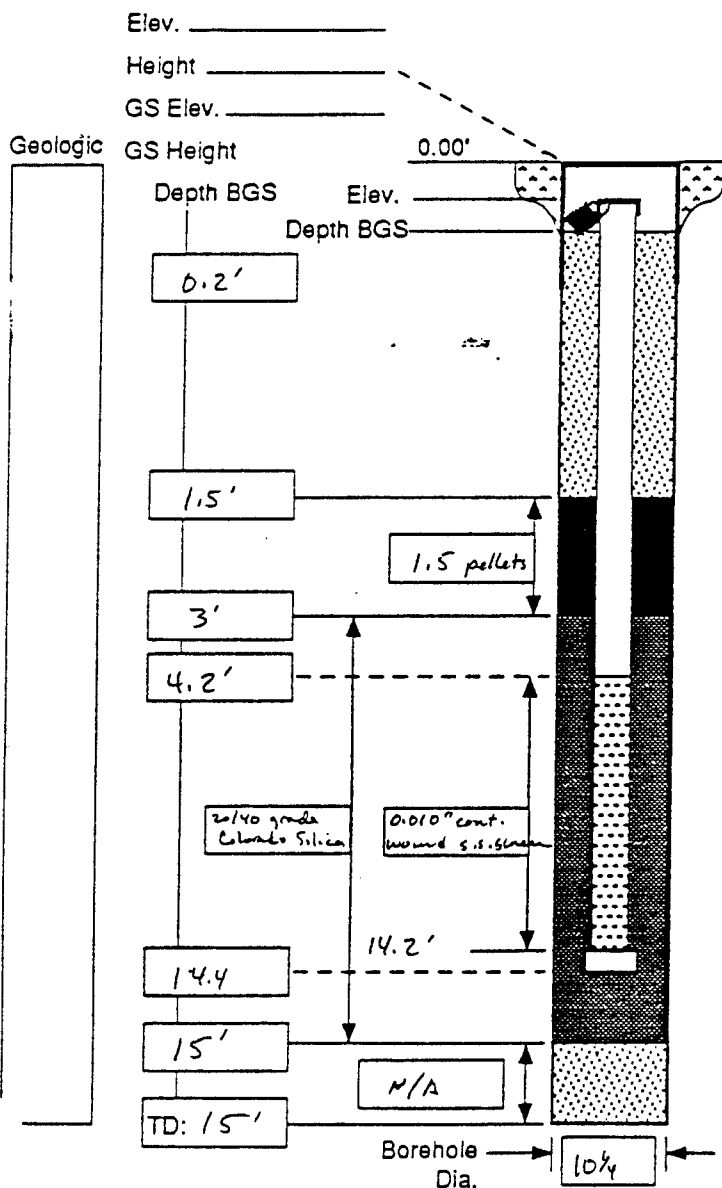 Elev.
Height
GS Elev.
Geologic
GS Height
0.00'
Depth BGS
Elev.
Depth BGS
0.2'
1.5'
1.5 pellets
3'
4.2'
20/40 grade
Colorado Silica
0.010" cont.
wound s.s. screen
14.2'
14.4
15'
N/A
TD: 15'
Borehole
Dia.
10 1/4